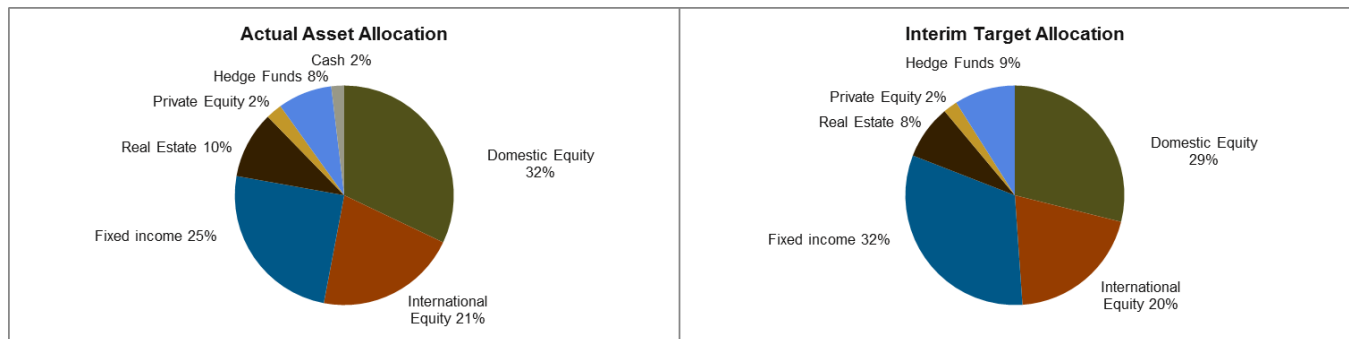 Actual Asset Allocation
Cash 2%
Hedge Funds 8%
Private Equity 2%
Real Estate 10%
Domestic Equity
32%
Fixed income 25%
International
Equity 21%
Interim Target Allocation
Hedge Funds 9%
Private Equity 2%
Real Estate 8%
Domestic Equity
29%
Fixed income 32%
International
Equity 20%